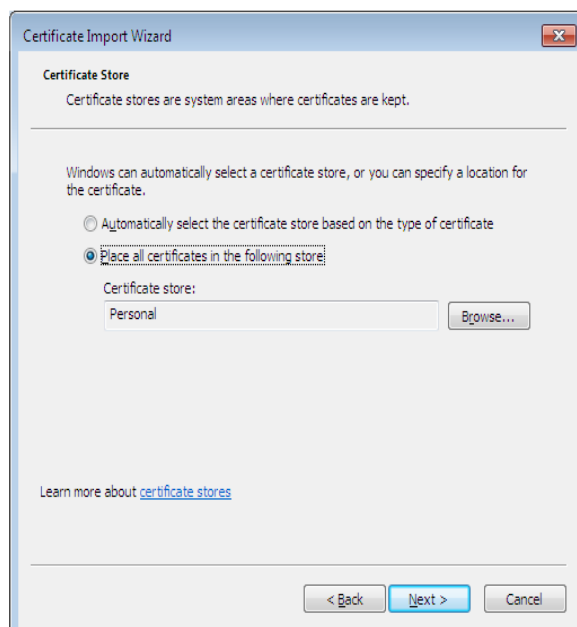 Certificate Import Wizard
Certificate Store
Certificate stores are system areas where certificates are kept.
Windows can automatically select a certificate store, or you can specify a location for
the certificate.
Automatically select the certificate store based on the type of certificate
Place all certificates in the following store
Certificate store:
Personal
Browse...
Learn more about certificate stores
< Back
Next >
Cancel